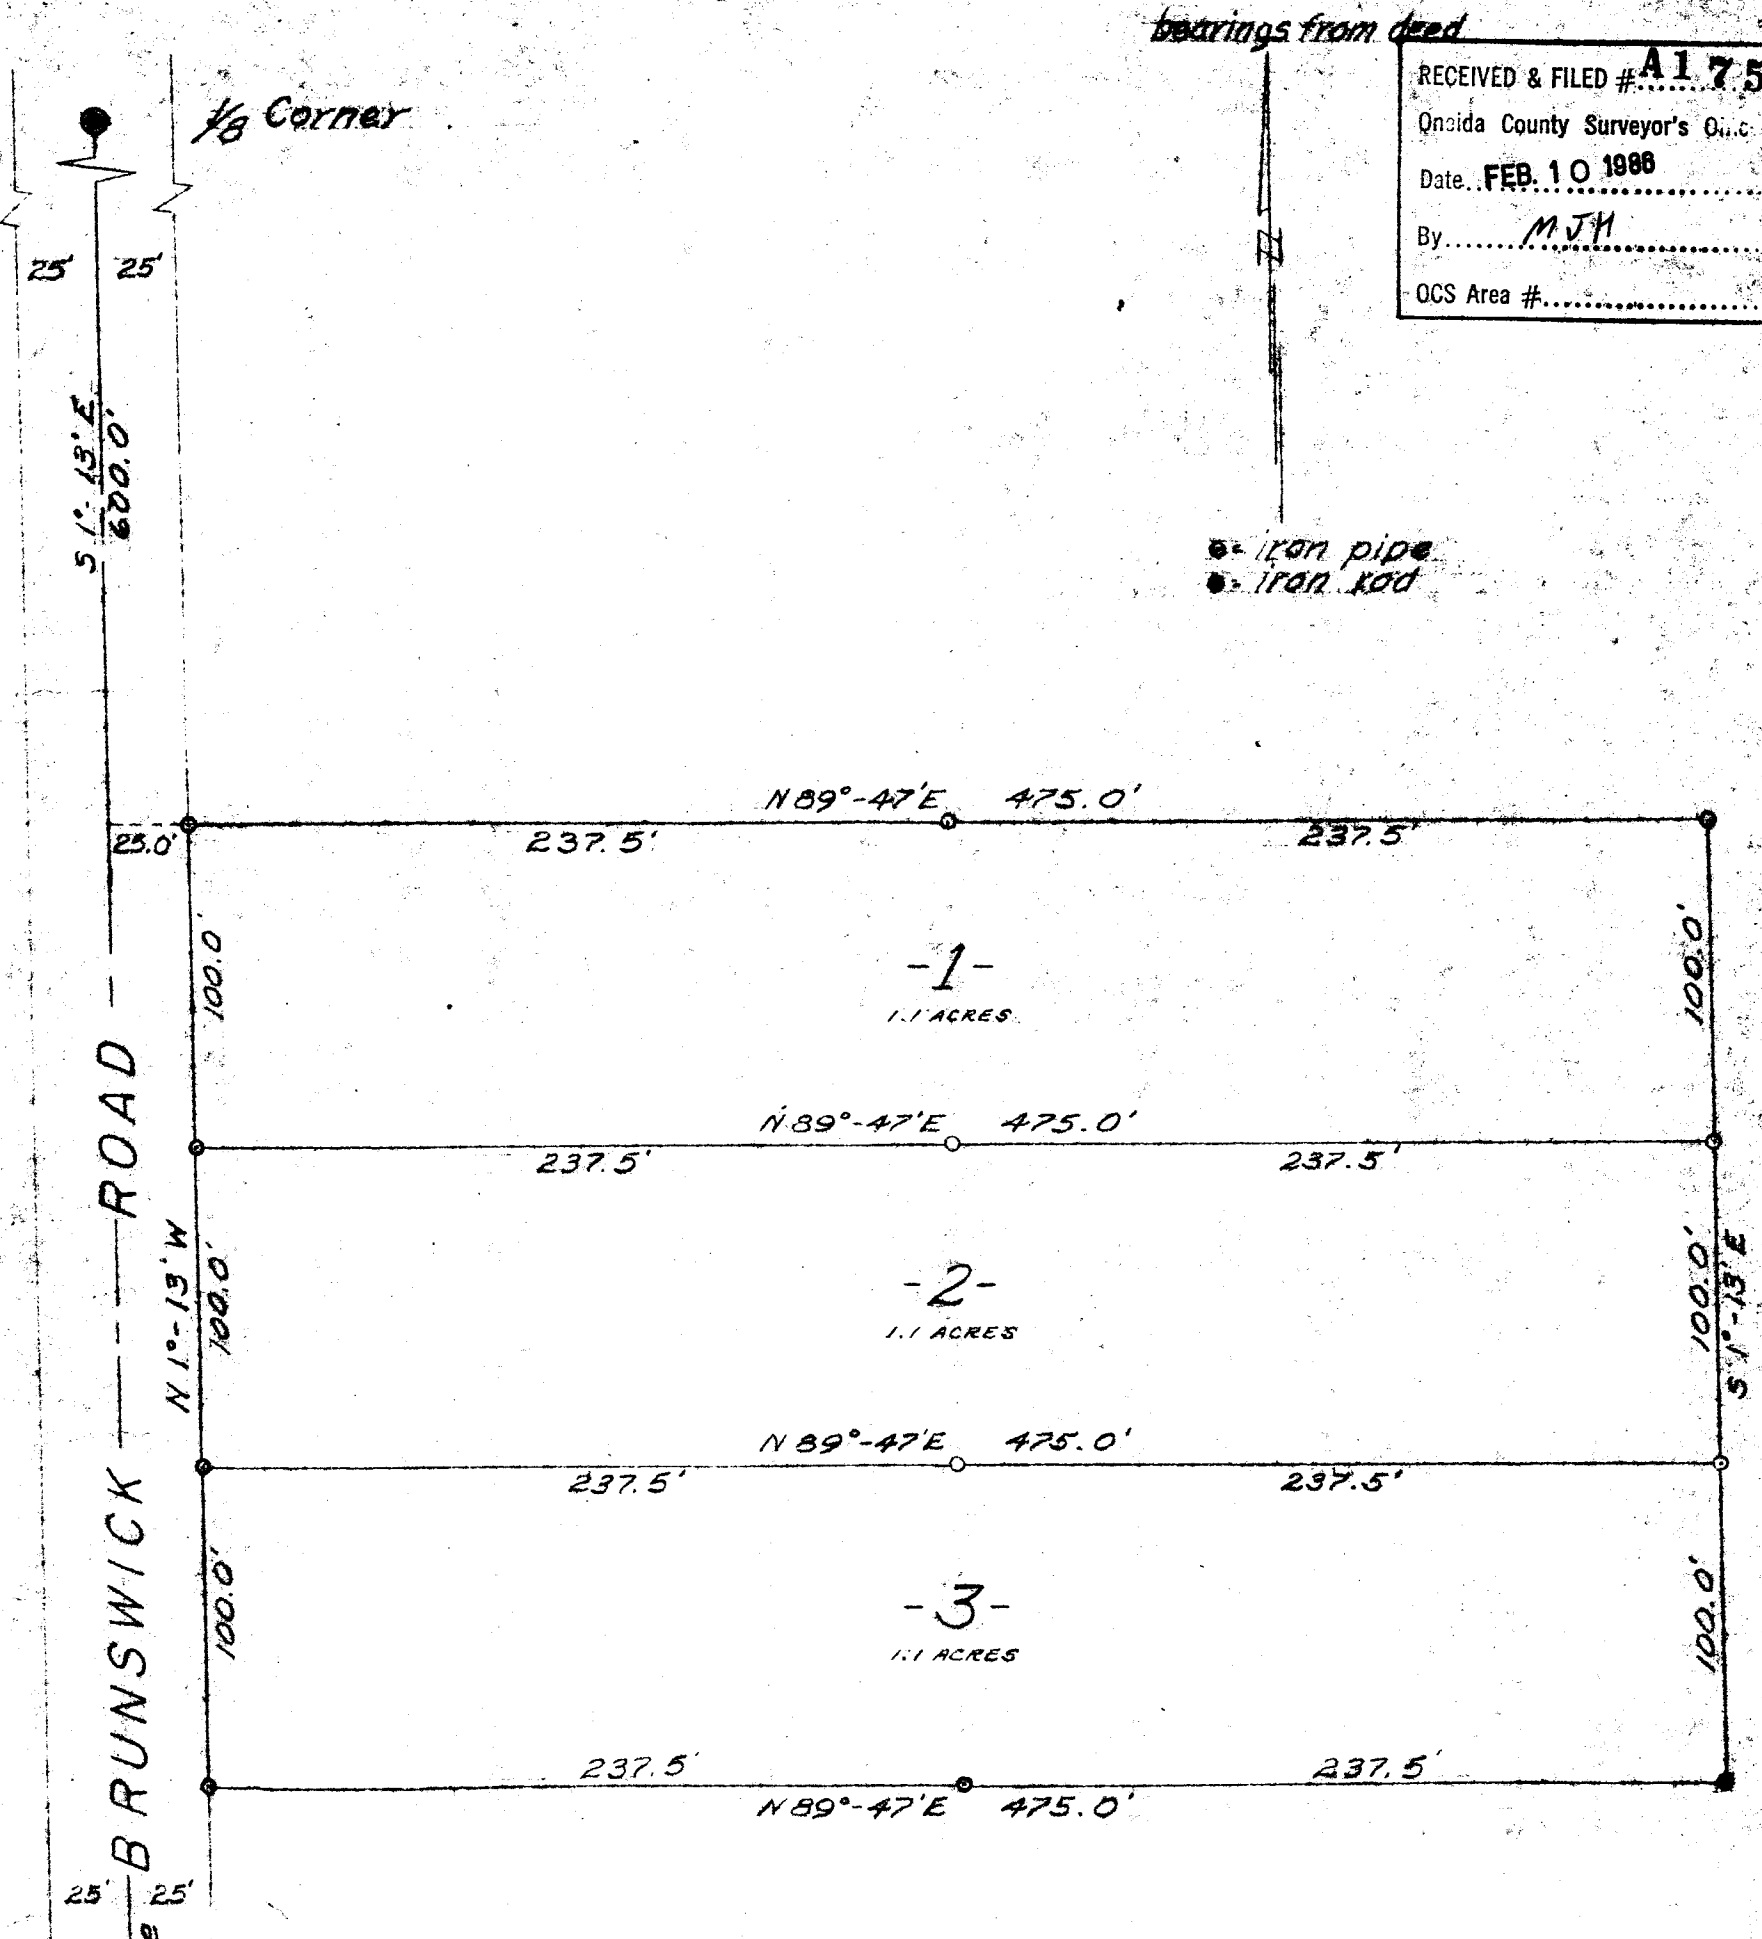 bearings from deed
RECEIVED & FILED # A175
Oneida County Surveyor's
Date FEB. 10 1986
By MJH
OCS Area #
1/8 Corner
25' 25'
S 1°-13' E
600.0'
N
iron pipe
iron rod
N 89°-47'E 475.0'
25.0' 237.5' 237.5'
100.0' 100.0'
-1-
1.1 ACRES
N 89°-47'E 475.0'
237.5' 237.5'
N 1°-13' W
100.0' 100.0'
S 1°-13' E
-2-
1.1 ACRES
N 89°-47'E 475.0'
237.5' 237.5'
100.0' 100.0'
-3-
1.1 ACRES
237.5' 237.5'
N 89°-47'E 475.0'
BRUNSWICK ROAD
25' 25'